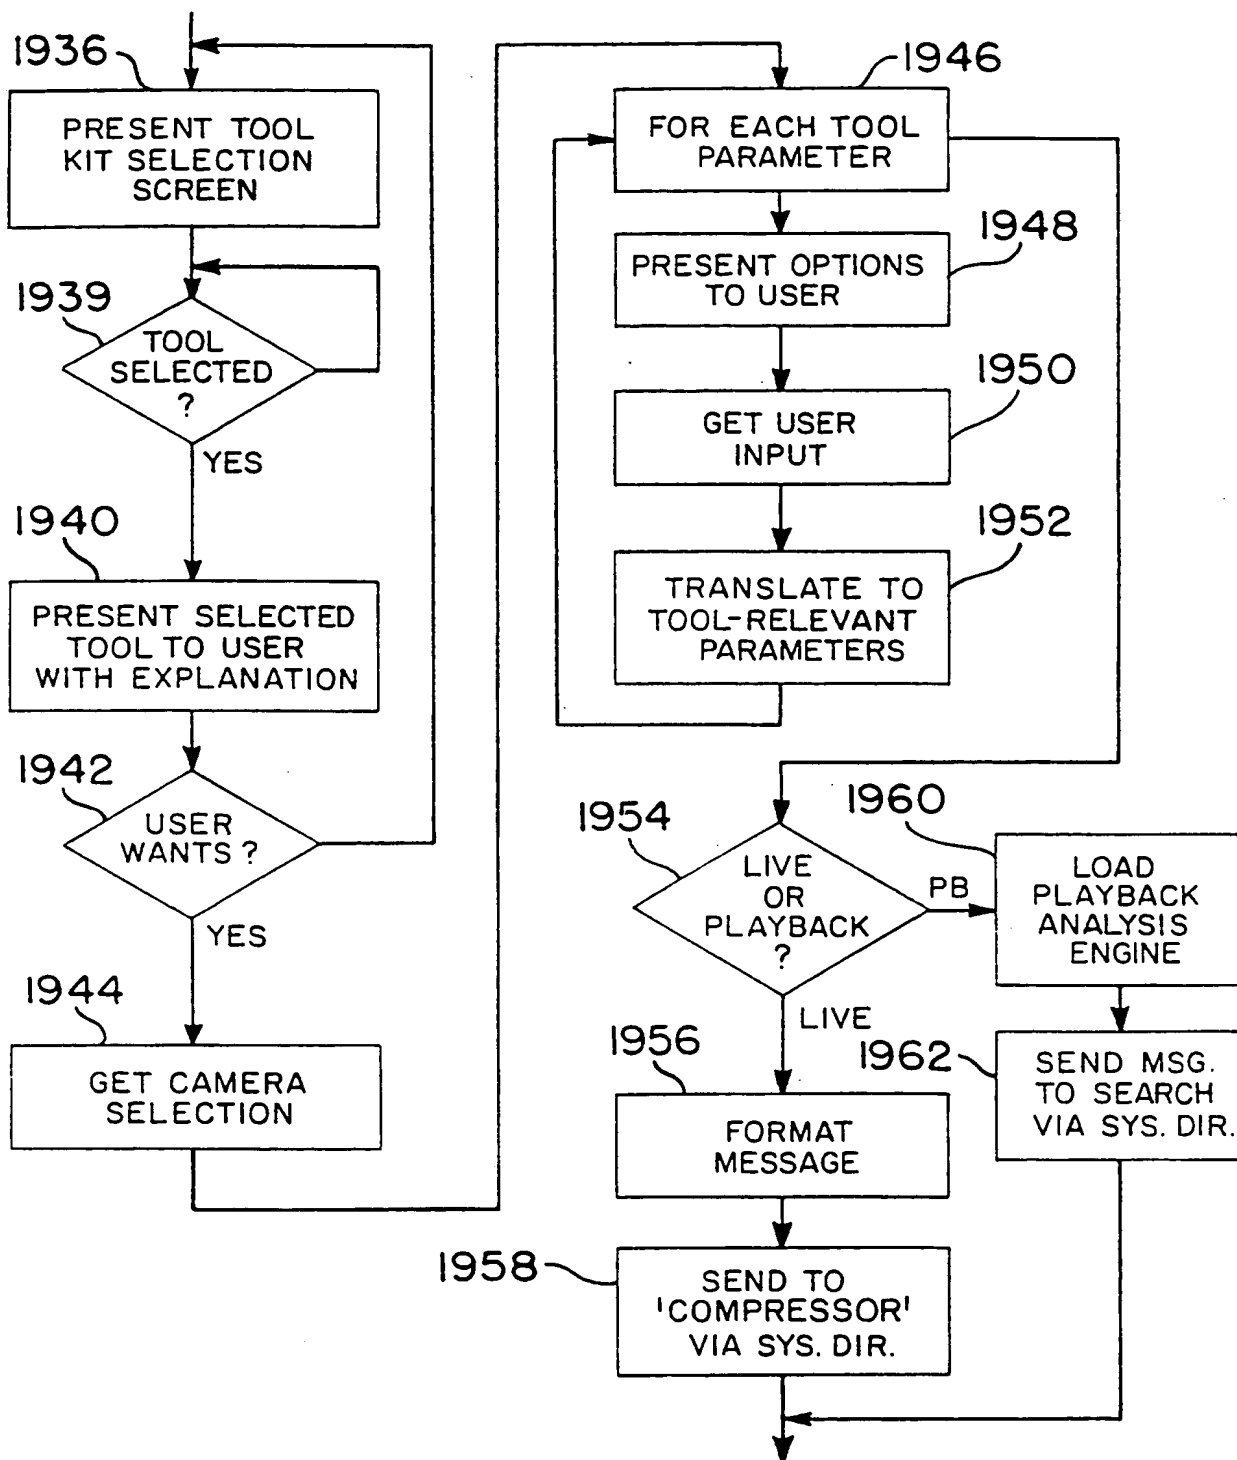 1936
PRESENT TOOL
KIT SELECTION
SCREEN
1939
TOOL
SELECTED
?
YES
1940
PRESENT SELECTED
TOOL TO USER
WITH EXPLANATION
1942
USER
WANTS?
YES
1944
GET CAMERA
SELECTION
1946
FOR EACH TOOL
PARAMETER
1948
PRESENT OPTIONS
TO USER
1950
GET USER
INPUT
1952
TRANSLATE TO
TOOL-RELEVANT
PARAMETERS
1954
LIVE
OR
PLAYBACK
?
PB
LIVE
1960
LOAD
PLAYBACK
ANALYSIS
ENGINE
1962
SEND MSG.
TO SEARCH
VIA SYS. DIR.
1956
FORMAT
MESSAGE
1958
SEND TO
'COMPRESSOR'
VIA SYS. DIR.